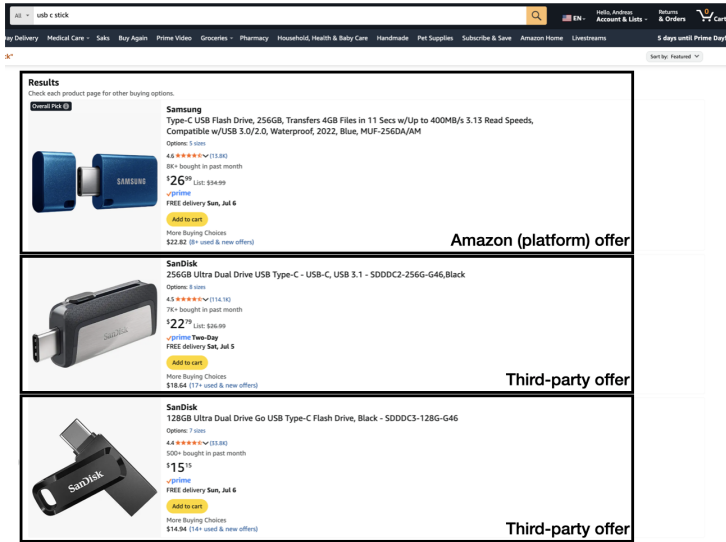 All
usb c stick
EN
Hello, Andreas
Account & Lists
Returns
& Orders
0
Cart
ay Delivery Medical Care Saks Buy Again Prime Video Groceries Pharmacy Household, Health & Baby Care Handmade Pet Supplies Subscribe & Save Amazon Home Livestreams 5 days until Prime Day!
ck"
Sort by: Featured
Results
Check each product page for other buying options.
Overall Pick
SAMSUNG
Samsung
Type-C USB Flash Drive, 256GB, Transfers 4GB Files in 11 Secs w/Up to 400MB/s 3.13 Read Speeds,
Compatible w/USB 3.0/2.0, Waterproof, 2022, Blue, MUF-256DA/AM
Options: 5 sizes
4.6 (13.8K)
8K+ bought in past month
$26⁹⁹ List: $34.99
prime
FREE delivery Sun, Jul 6
Add to cart
More Buying Choices
$22.82 (8+ used & new offers)
Amazon (platform) offer
SanDisk
SanDisk
256GB Ultra Dual Drive USB Type-C - USB-C, USB 3.1 - SDDDC2-256G-G46,Black
Options: 8 sizes
4.5 (114.1K)
7K+ bought in past month
$22⁷⁹ List: $26.99
prime Two-Day
FREE delivery Sat, Jul 5
Add to cart
More Buying Choices
$18.64 (17+ used & new offers)
Third-party offer
SanDisk
SanDisk
128GB Ultra Dual Drive Go USB Type-C Flash Drive, Black - SDDDC3-128G-G46
Options: 7 sizes
4.4 (33.8K)
500+ bought in past month
$15¹⁵
prime
FREE delivery Sun, Jul 6
Add to cart
More Buying Choices
$14.94 (14+ used & new offers)
Third-party offer